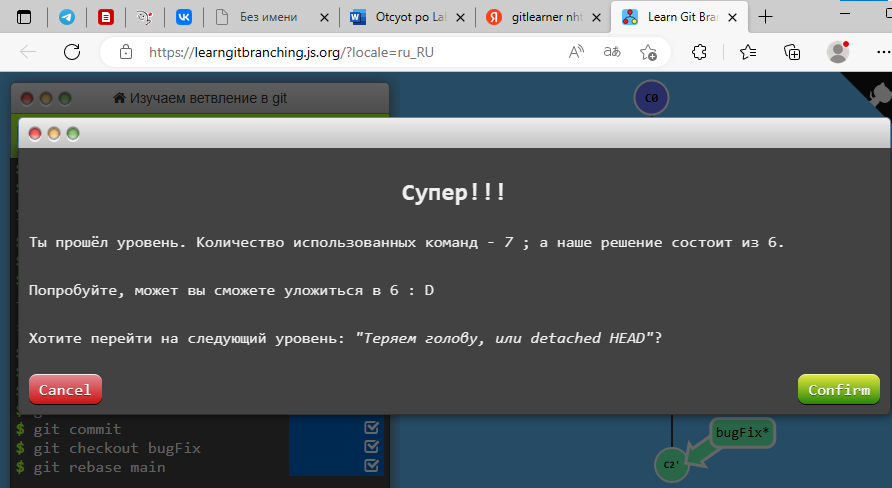 Без имени
Otcyot po Lal
gitlearner nht
Learn Git Bran
https://learngitbranching.js.org/?locale=ru_RU
Изучаем ветвление в git
C0
Супер!!!
Ты прошёл уровень. Количество использованных команд - 7 ; а наше решение состоит из 6.
Попробуйте, может вы сможете уложиться в 6 : D
Хотите перейти на следующий уровень: "Теряем голову, или detached HEAD"?
Cancel
Confirm
$ git commit
$ git checkout bugFix
$ git rebase main
bugFix*
C2'